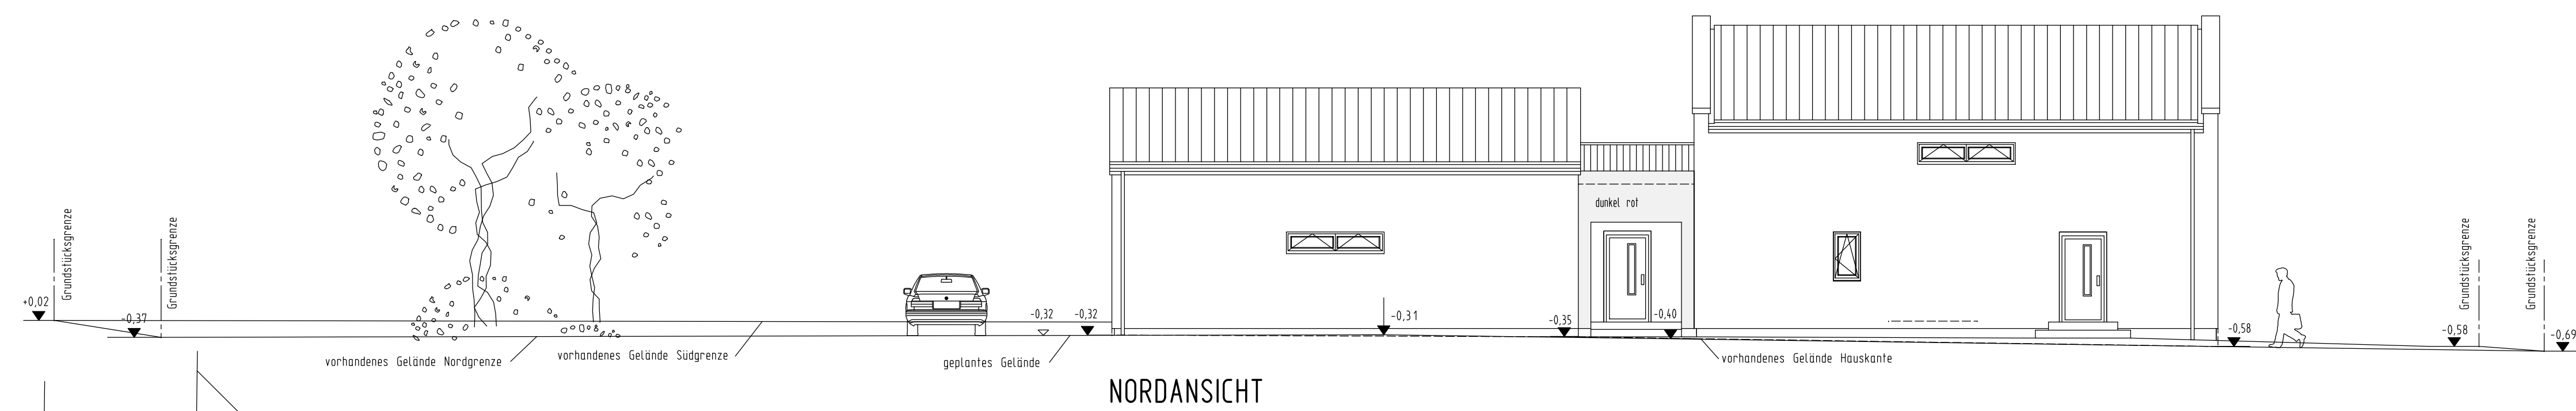 dunkel rot
Grundstücksgrenze
Grundstücksgrenze
Grundstücksgrenze
Grundstücksgrenze
+0,02
-0,37
-0,32
-0,32
-0,31
-0,35
-0,40
-0,58
-0,58
-0,69
vorhandenes Gelände Nordgrenze
vorhandenes Gelände Südgrenze
geplantes Gelände
vorhandenes Gelände Hauskante
NORDANSICHT